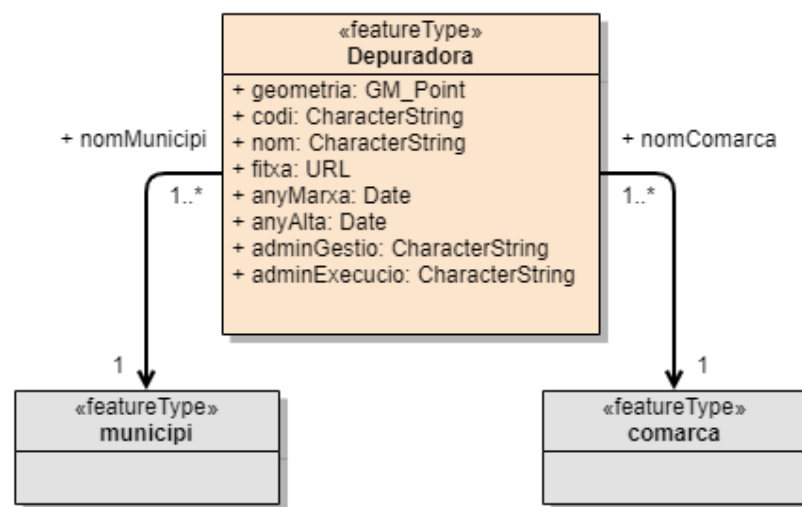 «featureType»
Depuradora
+ geometria: GM_Point
+ codi: CharacterString
+ nom: CharacterString
+ fitxa: URL
+ anyMarxa: Date
+ anyAlta: Date
+ adminGestio: CharacterString
+ adminExecucio: CharacterString
+ nomMunicipi
1..*
+ nomComarca
1..*
1
1
«featureType»
municipi
«featureType»
comarca